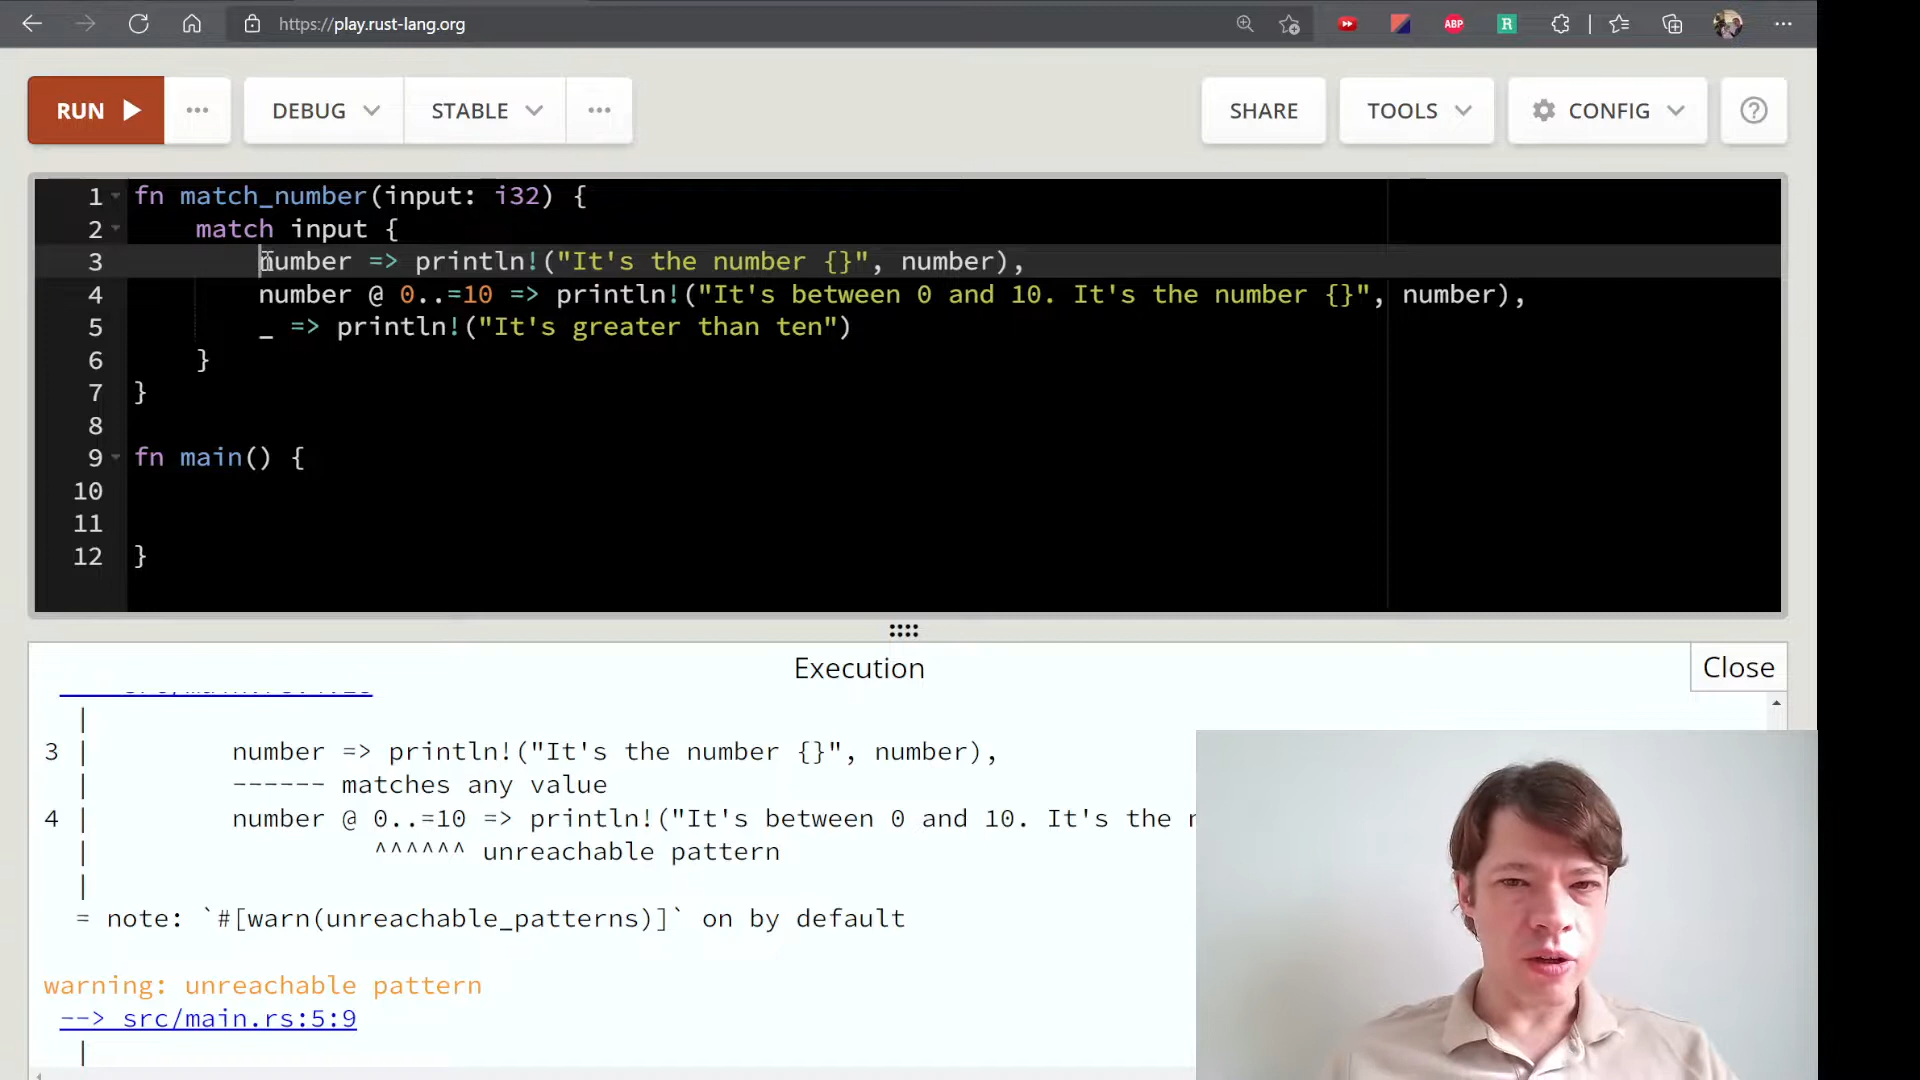 https://play.rust-lang.org
ABP
R
RUN
DEBUG
STABLE
SHARE
TOOLS
CONFIG
1 fn match_number(input: i32) {
2 match input {
3 number => println!("It's the number {}", number),
4 number @ 0..=10 => println!("It's between 0 and 10. It's the number {}", number),
5 _ => println!("It's greater than ten")
6 }
7 }
8
9 fn main() {
10
11
12 }
Execution
Close
|
3 | number => println!("It's the number {}", number),
| ------ matches any value
4 | number @ 0..=10 => println!("It's between 0 and 10. It's the
| ^^^^^^ unreachable pattern
|
= note: `#[warn(unreachable_patterns)]` on by default
warning: unreachable pattern
--> src/main.rs:5:9
|